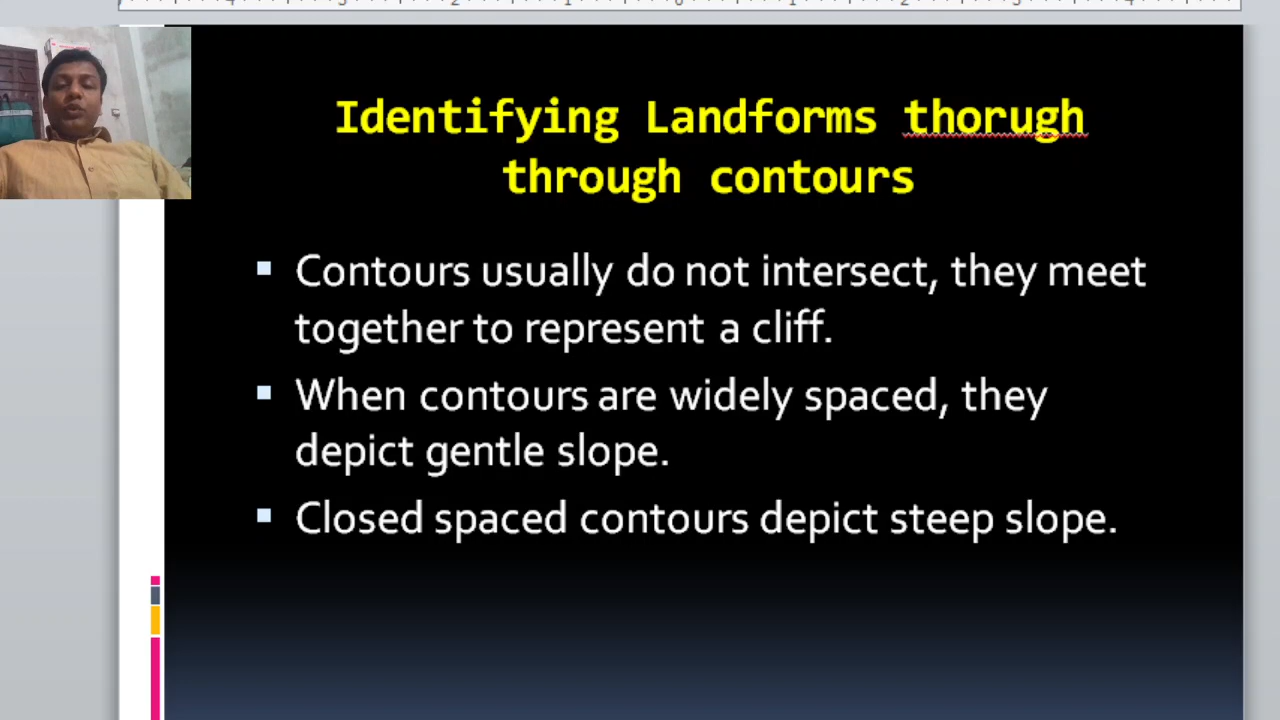 Identifying Landforms thorugh
through contours
Contours usually do not intersect, they meet
together to represent a cliff.
When contours are widely spaced, they
depict gentle slope.
Closed spaced contours depict steep slope.